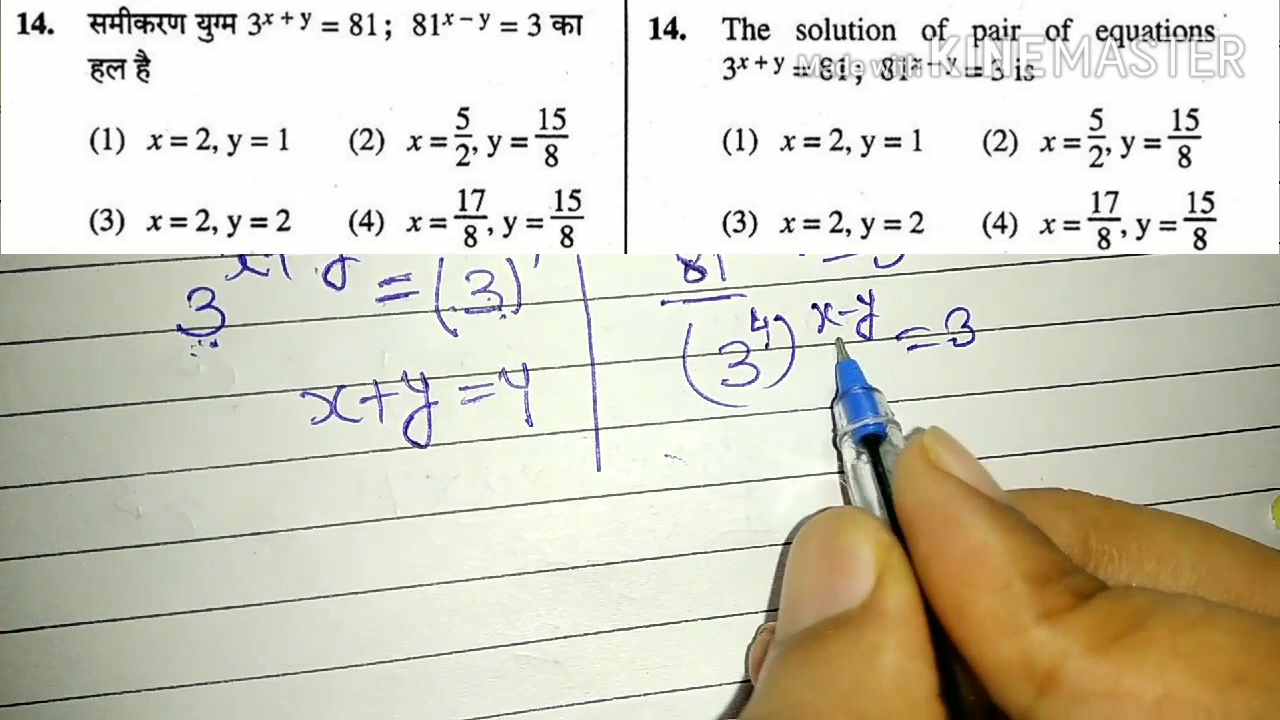 14. समीकरण युग्म 3^{x + y} = 81; 81^{x – y} = 3 का
हल है
(1) x = 2, y = 1 (2) x = 5/2, y = 15/8
(3) x = 2, y = 2 (4) x = 17/8, y = 15/8
14. The solution of pair of equations
3^{x + y} = 81; 81^{x – y} = 3 is
(1) x = 2, y = 1 (2) x = 5/2, y = 15/8
(3) x = 2, y = 2 (4) x = 17/8, y = 15/8
Made with KINEMASTER
3^{x+y} = (3)
x+y=4
81 = 3
(3^4)^{x-y} = 3